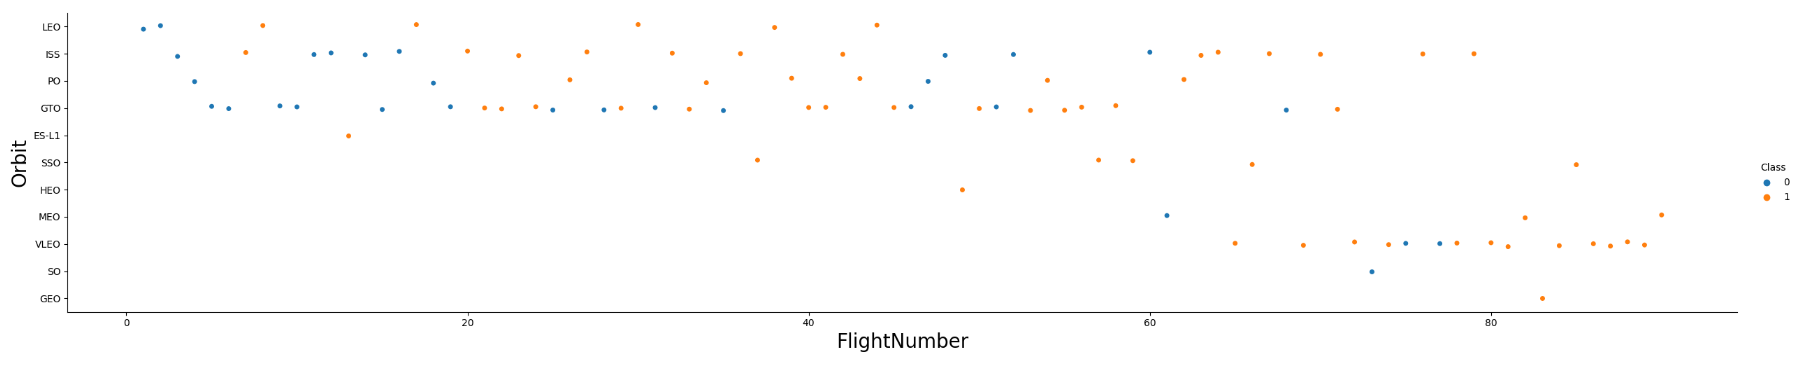 LEO
ISS
PO
GTO
ES-L1
SSO
HEO
MEO
VLEO
SO
GEO
Orbit
0 20 40 60 80
FlightNumber
Class
0
1